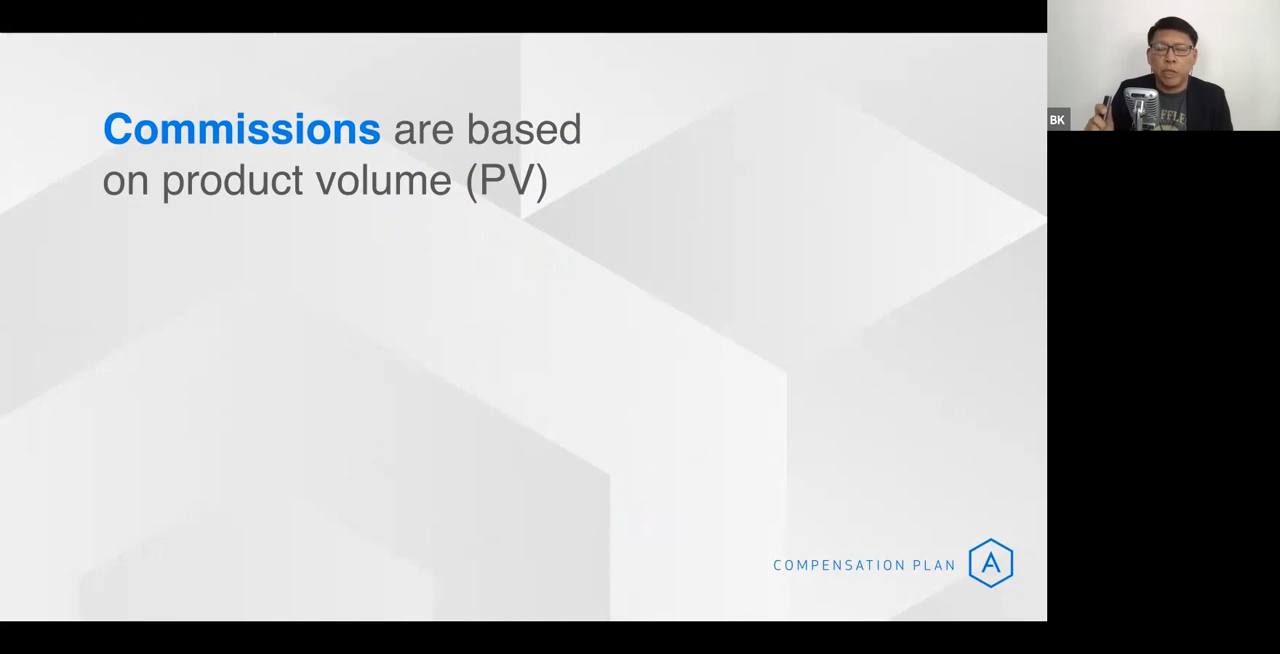 Commissions are based
on product volume (PV)
BK
COMPENSATION PLAN A